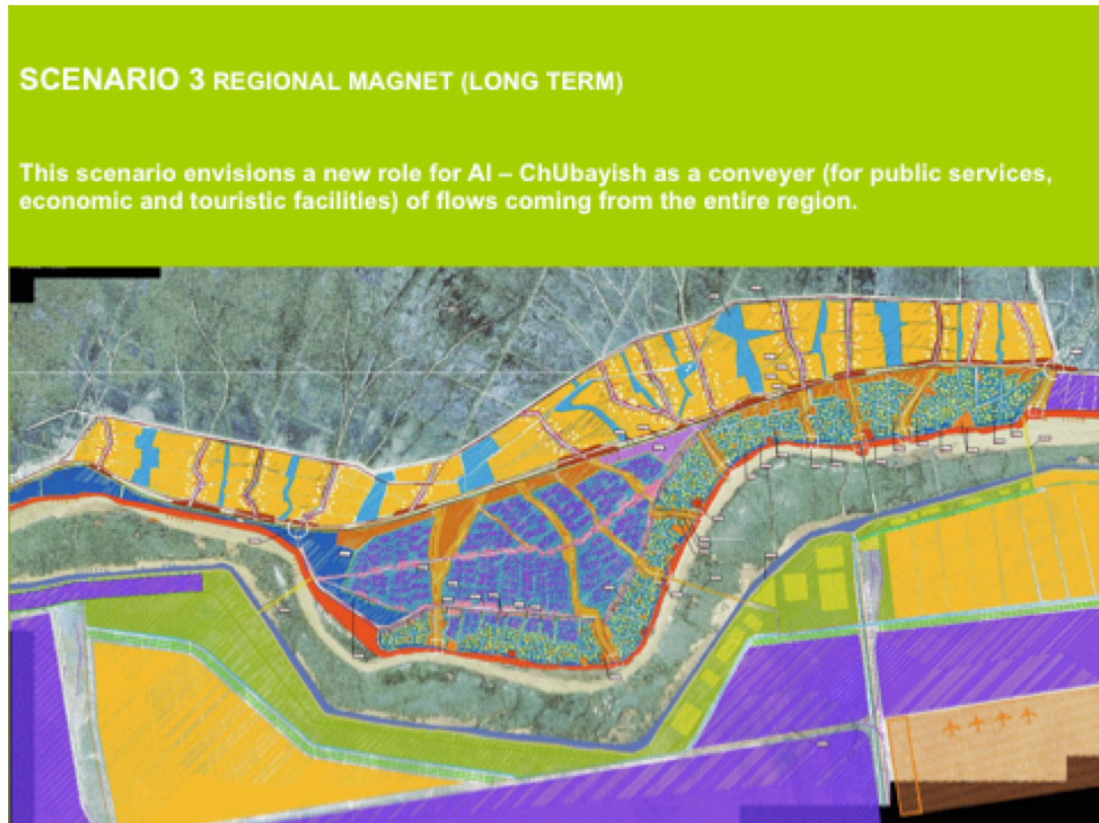 SCENARIO 3 REGIONAL MAGNET (LONG TERM)
This scenario envisions a new role for Al – ChUbayish as a conveyer (for public services,
economic and touristic facilities) of flows coming from the entire region.